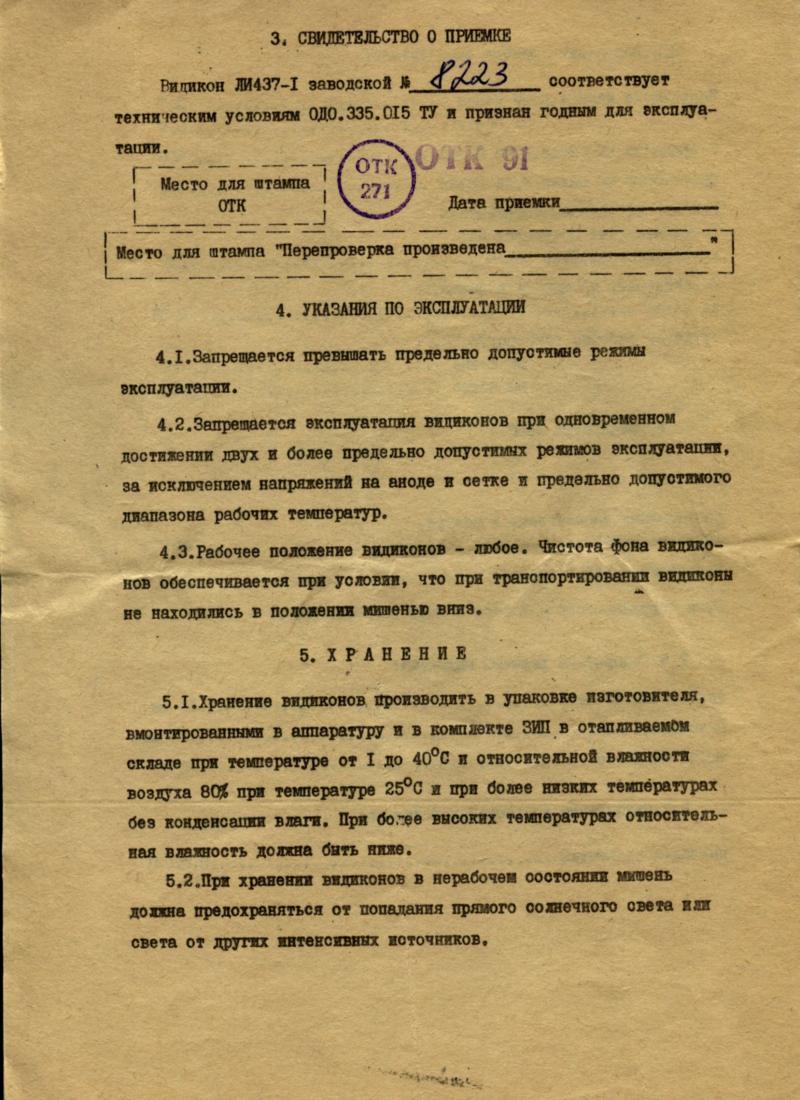 3. СВИДЕТЕЛЬСТВО О ПРИЕМКЕ
Видикон ЛИ437-I заводской № 8223 соответствует
техническим условиям ОДО.335.015 ТУ и признан годным для эксплуа-
тации.
ОТК 91
ОТК
271
Место для штампа
ОТК
Дата приемки
Место для штампа "Перепроверка произведена "
4. УКАЗАНИЯ ПО ЭКСПЛУАТАЦИИ
4.I.Запрещается превышать предельно допустимые режимы
эксплуатации.
4.2.Запрещается эксплуатация видиконов при одновременном
достижении двух и более предельно допустимых режимов эксплуатации,
за исключением напряжений на аноде и сетке и предельно допустимого
диапазона рабочих температур.
4.3.Рабочее положение видиконов - любое. Чистота фона видико-
нов обеспечивается при условии, что при транспортировании видиконы
не находились в положении мишенью вниз.
5. ХРАНЕНИЕ
5.I.Хранение видиконов производить в упаковке изготовителя,
вмонтированными в аппаратуру и в комплекте ЗИП в отапливаемом
складе при температуре от I до 40°С и относительной влажности
воздуха 80% при температуре 25°С и при более низких температурах
без конденсации влаги. При более высоких температурах относитель-
ная влажность должна быть ниже.
5.2.При хранении видиконов в нерабочем состоянии мишень
должна предохраняться от попадания прямого солнечного света или
света от других интенсивных источников.